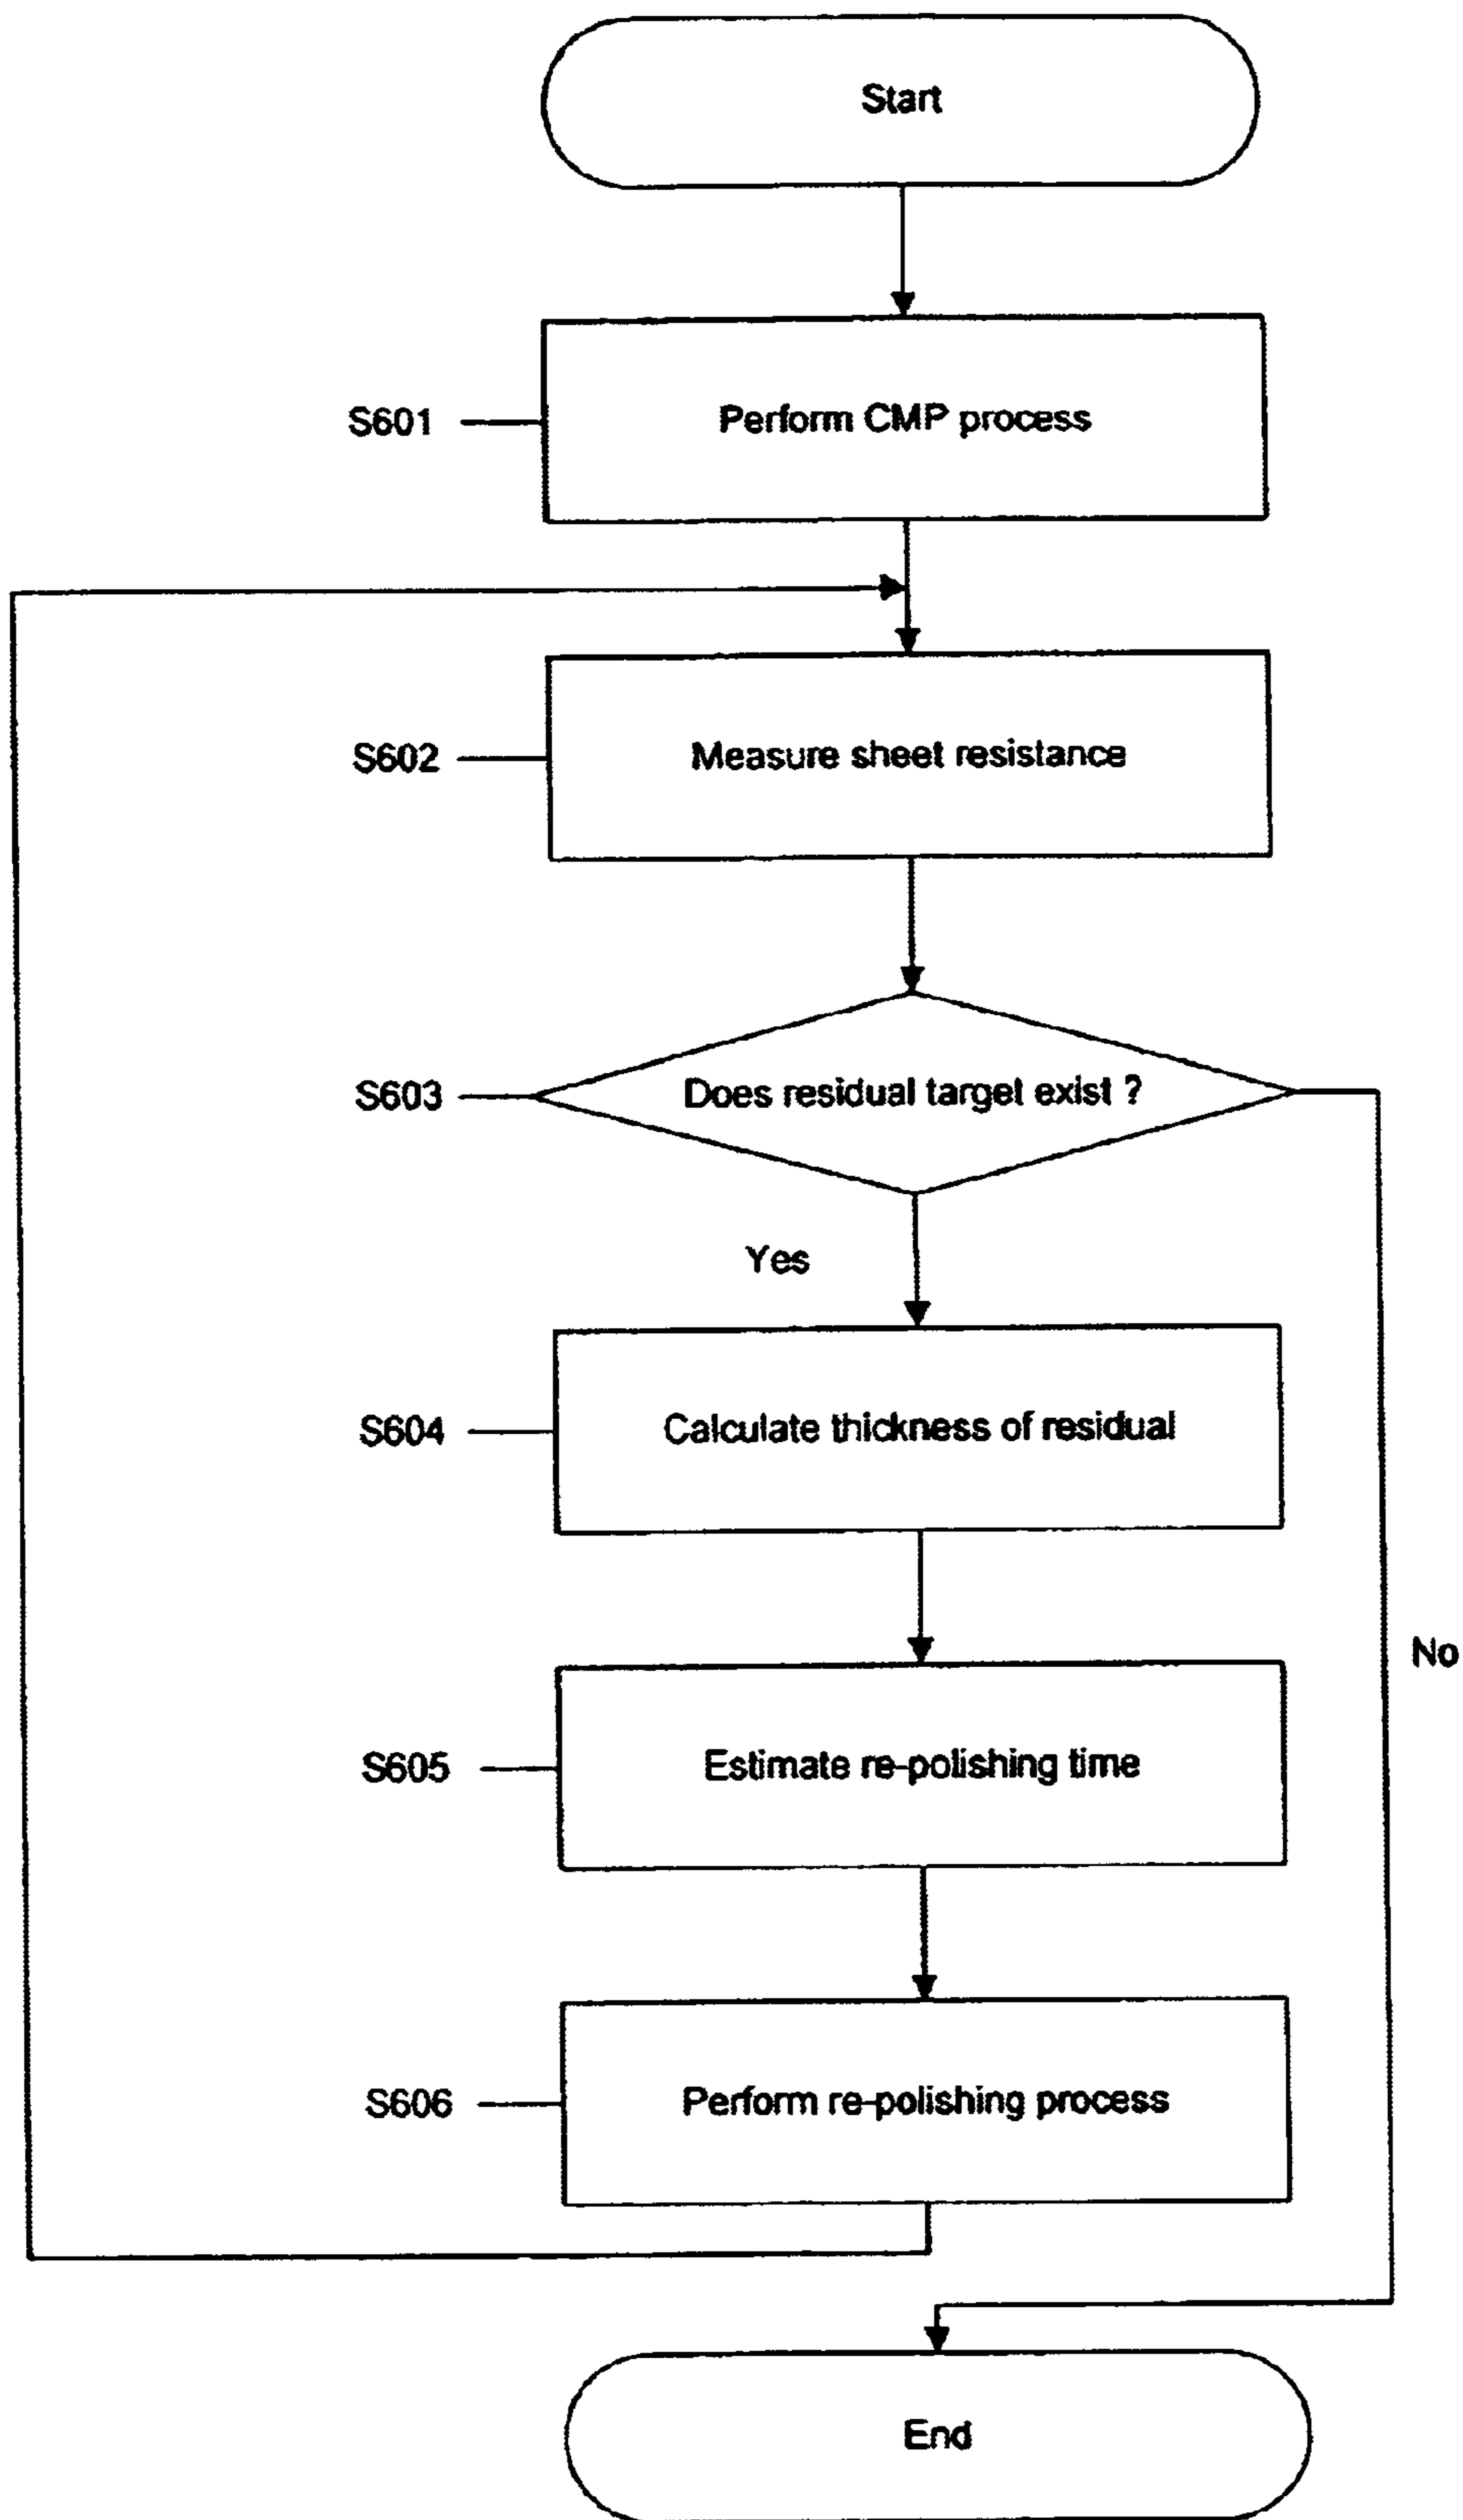 Start
S601
Perform CMP process
S602
Measure sheet resistance
S603
Does residual target exist ?
Yes
S604
Calculate thickness of residual
No
S605
Estimate re-polishing time
S606
Perform re-polishing process
End